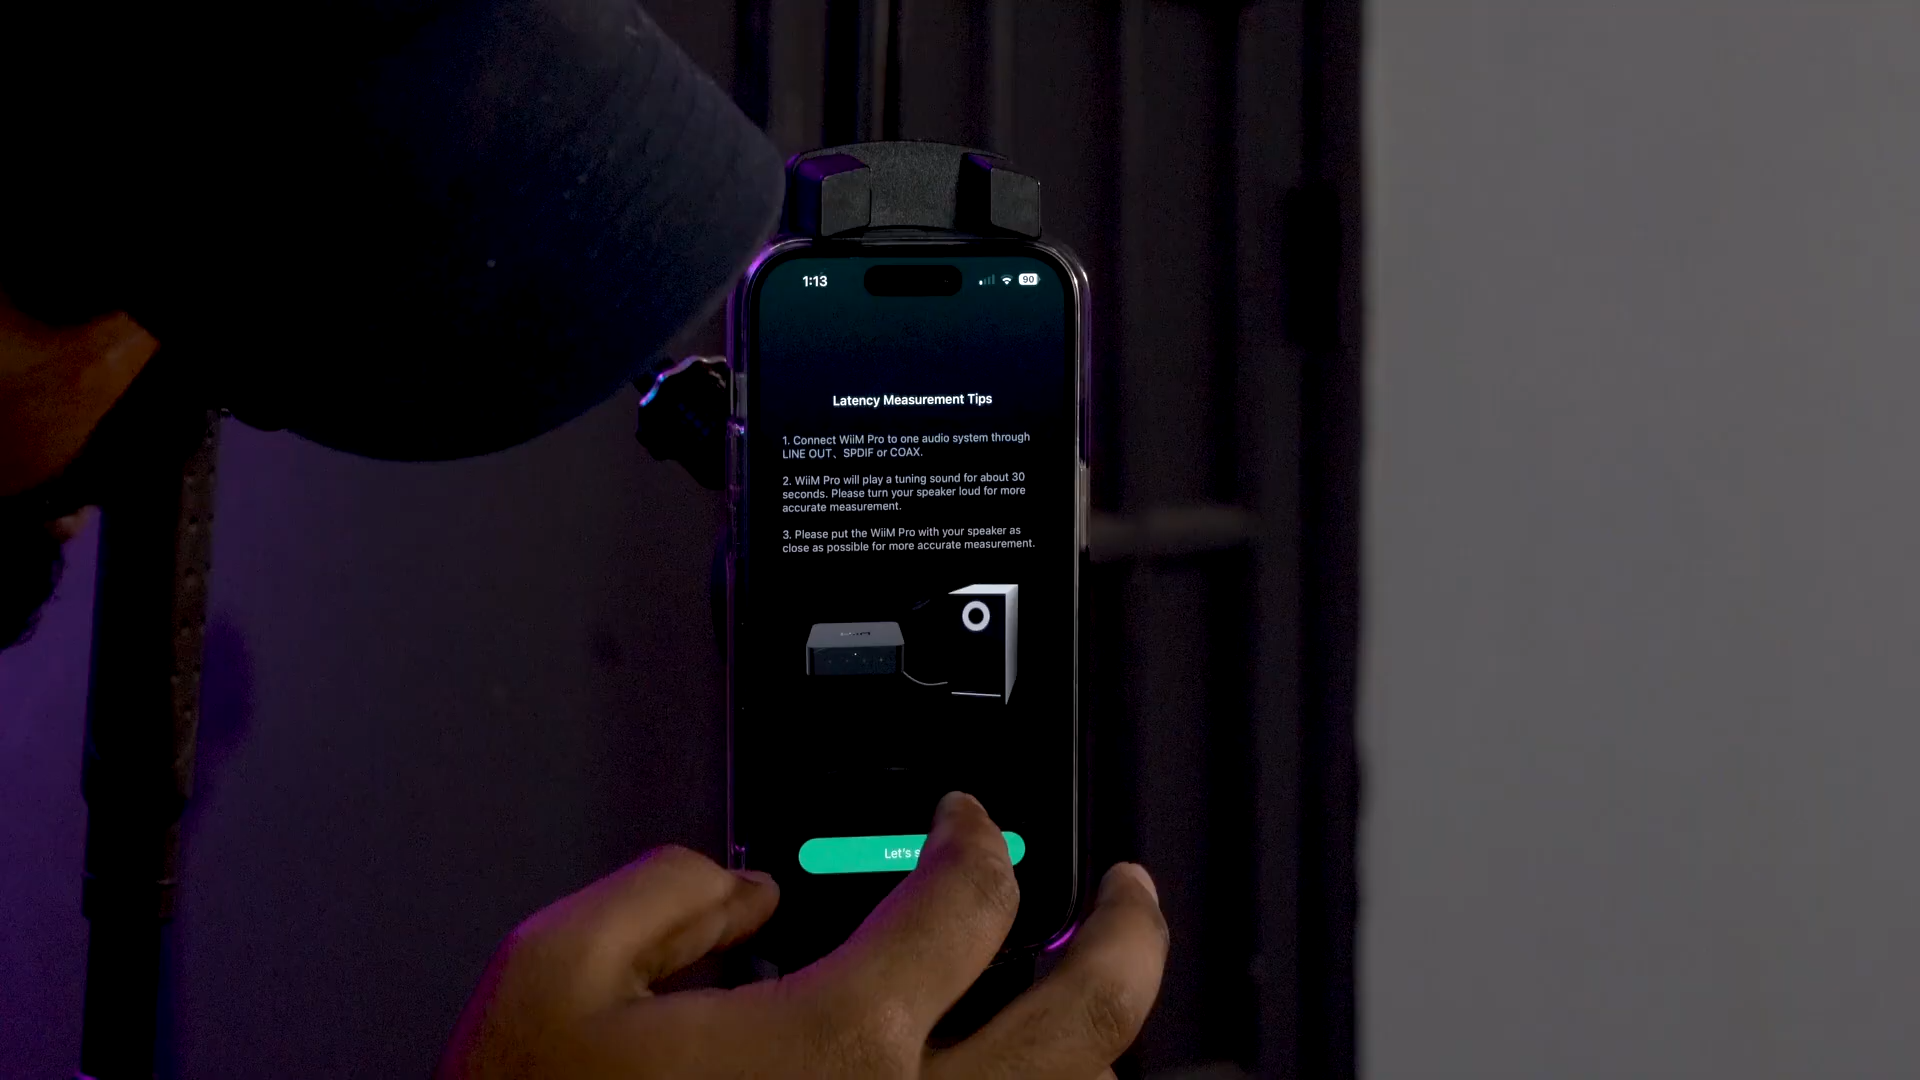 1:13
90
Latency Measurement Tips
1. Connect WiiM Pro to one audio system through
LINE OUT、SPDIF or COAX.
2. WiiM Pro will play a tuning sound for about 30
seconds. Please turn your speaker loud for more
accurate measurement.
3. Please put the WiiM Pro with your speaker as
close as possible for more accurate measurement.
Let's s